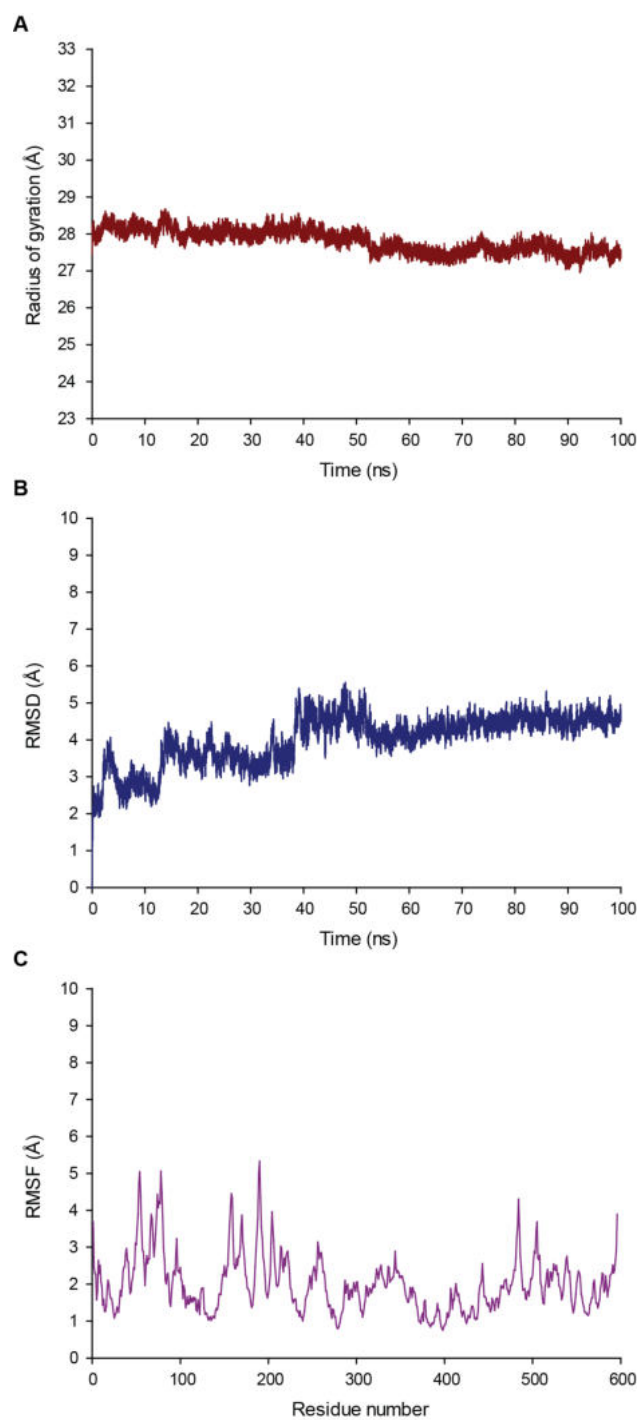 A
33
32
31
30
29
28
27
26
25
24
23
Radius of gyration (Å)
0 10 20 30 40 50 60 70 80 90 100
Time (ns)
B
10
9
8
7
6
5
4
3
2
1
0
RMSD (Å)
0 10 20 30 40 50 60 70 80 90 100
Time (ns)
C
10
9
8
7
6
5
4
3
2
1
0
RMSF (Å)
0 100 200 300 400 500 600
Residue number